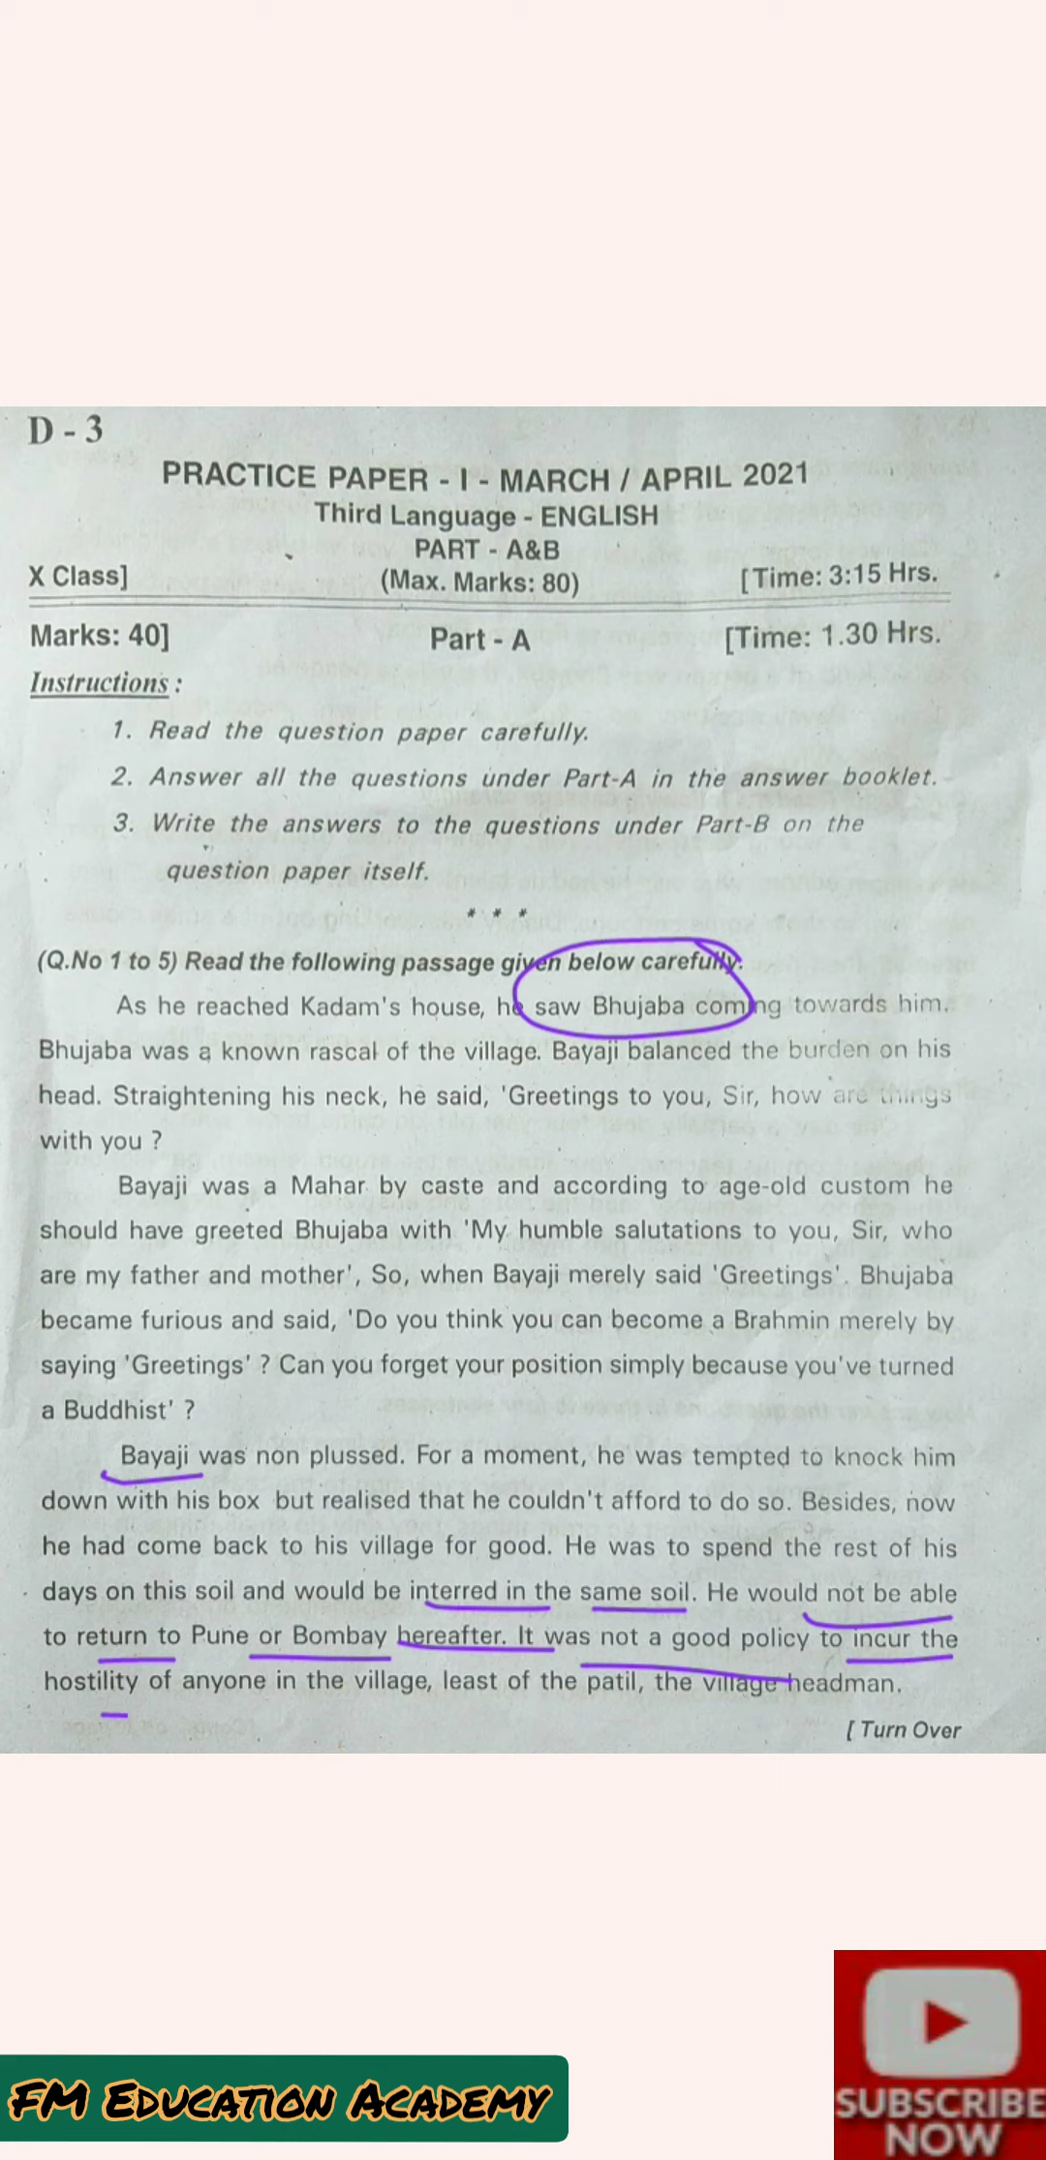 D - 3
PRACTICE PAPER - I - MARCH / APRIL 2021
Third Language - ENGLISH
PART - A&B
X Class] (Max. Marks: 80) [Time: 3:15 Hrs.
Marks: 40] Part - A [Time: 1.30 Hrs.
Instructions :
1. Read the question paper carefully.
2. Answer all the questions under Part-A in the answer booklet.
3. Write the answers to the questions under Part-B on the
question paper itself.
* * *
(Q.No 1 to 5) Read the following passage given below carefully:
As he reached Kadam's house, he saw Bhujaba coming towards him.
Bhujaba was a known rascal of the village. Bayaji balanced the burden on his
head. Straightening his neck, he said, 'Greetings to you, Sir, how are things
with you ?
Bayaji was a Mahar by caste and according to age-old custom he
should have greeted Bhujaba with 'My humble salutations to you, Sir, who
are my father and mother', So, when Bayaji merely said 'Greetings'. Bhujaba
became furious and said, 'Do you think you can become a Brahmin merely by
saying 'Greetings' ? Can you forget your position simply because you've turned
a Buddhist' ?
Bayaji was non plussed. For a moment, he was tempted to knock him
down with his box but realised that he couldn't afford to do so. Besides, now
he had come back to his village for good. He was to spend the rest of his
days on this soil and would be interred in the same soil. He would not be able
to return to Pune or Bombay hereafter. It was not a good policy to incur the
hostility of anyone in the village, least of the patil, the village headman.
[ Turn Over
FM EDUCATION ACADEMY
SUBSCRIBE
NOW